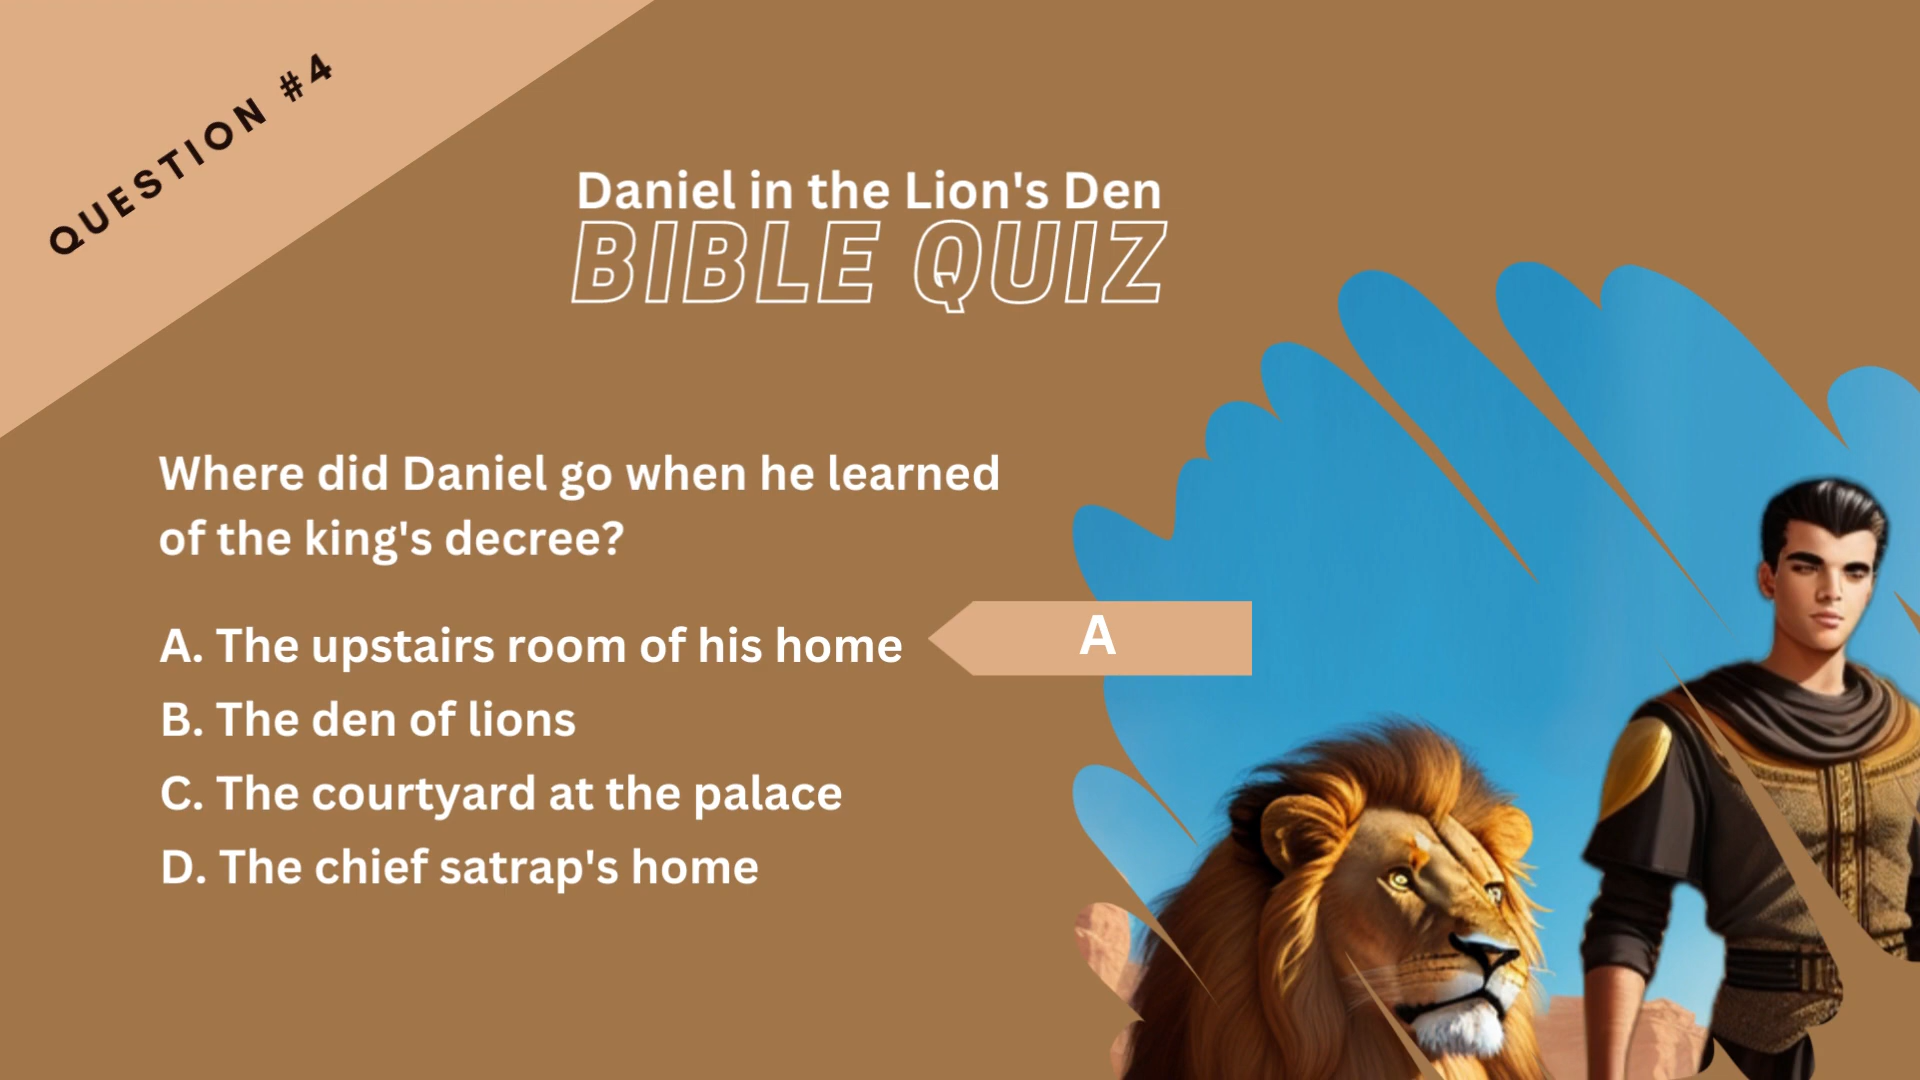 QUESTION #4
Daniel in the Lion's Den
BIBLE QUIZ
Where did Daniel go when he learned
of the king's decree?
A. The upstairs room of his home
A
B. The den of lions
C. The courtyard at the palace
D. The chief satrap's home